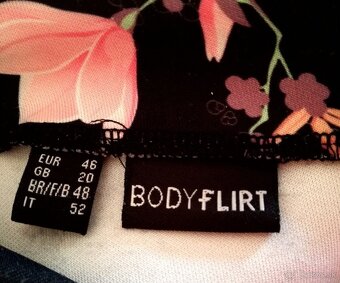 EUR 46
GB 20
BR/F/B 48
IT 52
BODYFLIRT